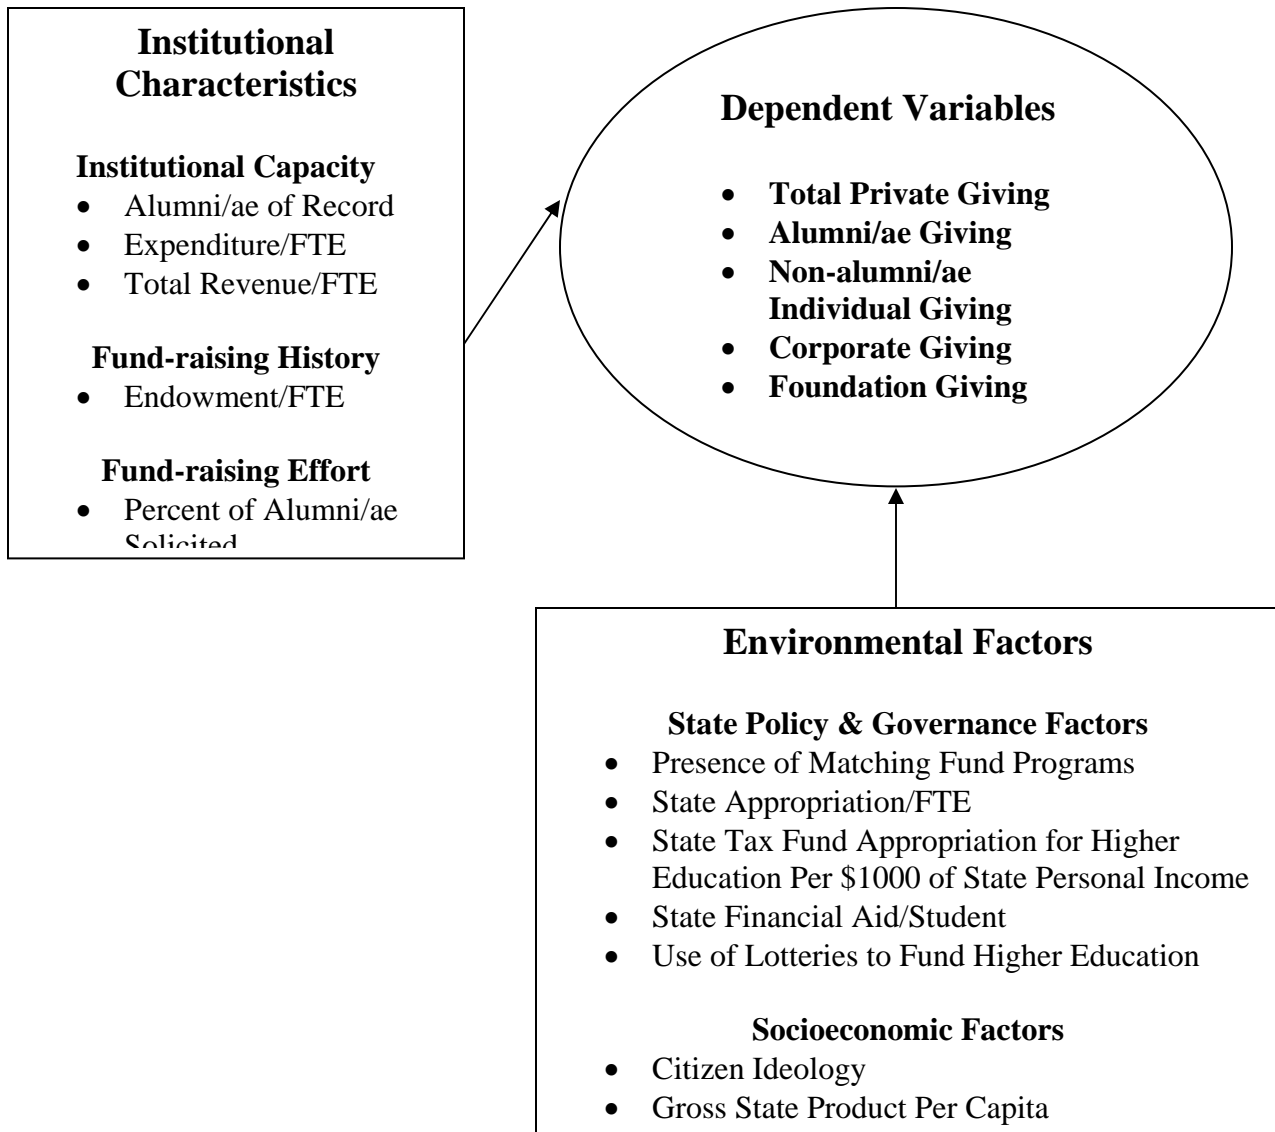 Institutional
Characteristics
Institutional Capacity
• Alumni/ae of Record
• Expenditure/FTE
• Total Revenue/FTE
Fund-raising History
• Endowment/FTE
Fund-raising Effort
• Percent of Alumni/ae
Solicited
Dependent Variables
• Total Private Giving
• Alumni/ae Giving
• Non-alumni/ae
Individual Giving
• Corporate Giving
• Foundation Giving
Environmental Factors
State Policy & Governance Factors
• Presence of Matching Fund Programs
• State Appropriation/FTE
• State Tax Fund Appropriation for Higher
Education Per $1000 of State Personal Income
• State Financial Aid/Student
• Use of Lotteries to Fund Higher Education
Socioeconomic Factors
• Citizen Ideology
• Gross State Product Per Capita